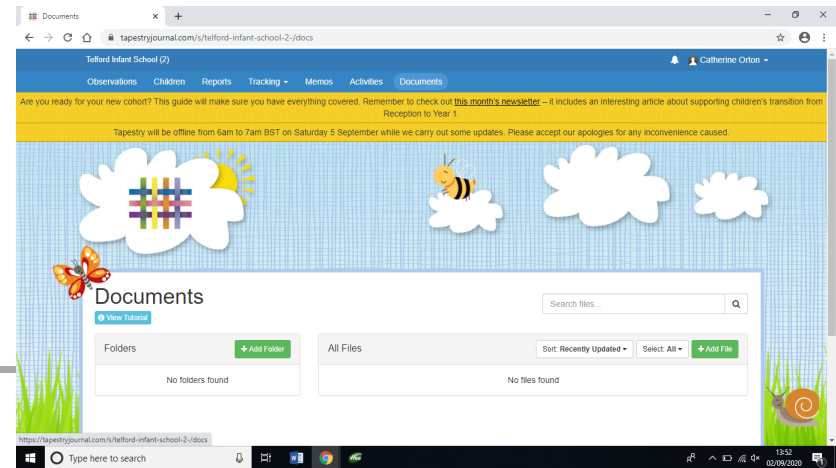 Documents
tapestryjournal.com/s/telford-infant-school-2-/docs
Telford Infant School (2) Catherine Orton
Observations Children Reports Tracking Memos Activities Documents
Are you ready for your new cohort? This guide will make sure you have everything covered. Remember to check out this month's newsletter – it includes an interesting article about supporting children's transition from
Reception to Year 1.
Tapestry will be offline from 6am to 7am BST on Saturday 5 September while we carry out some updates. Please accept our apologies for any inconvenience caused.
Documents
Search files...
View Tutorial
Folders + Add Folder All Files Sort: Recently Updated Select: All + Add File
No folders found No files found
https://tapestryjournal.com/s/telford-infant-school-2-/docs
Type here to search
13:52
02/09/2020